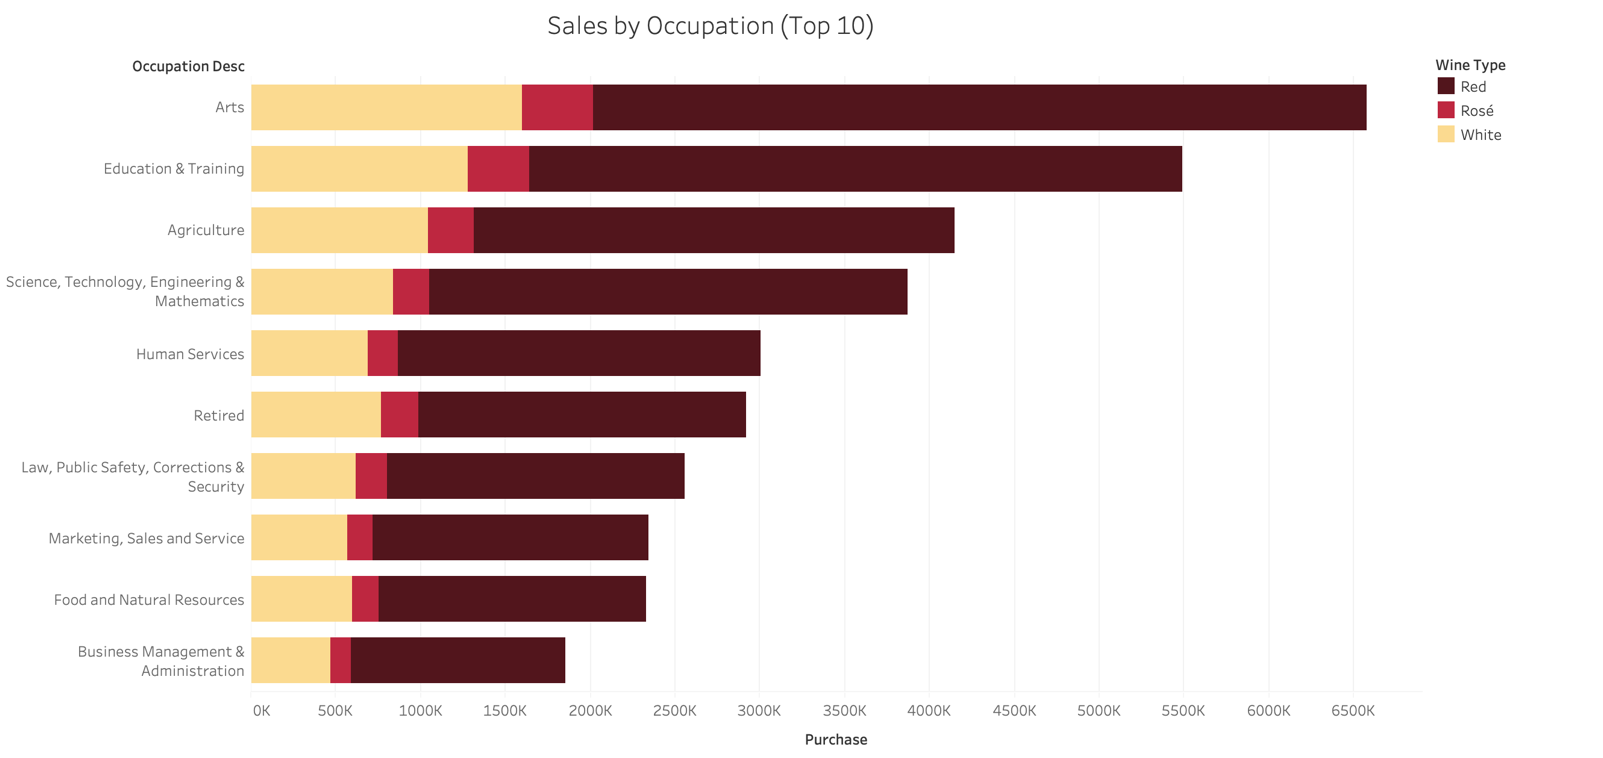 Sales by Occupation (Top 10)
Occupation Desc
Arts
Education & Training
Agriculture
Science, Technology, Engineering &
Mathematics
Human Services
Retired
Law, Public Safety, Corrections &
Security
Marketing, Sales and Service
Food and Natural Resources
Business Management &
Administration
0K 500K 1000K 1500K 2000K 2500K 3000K 3500K 4000K 4500K 5000K 5500K 6000K 6500K
Purchase
Wine Type
Red
Rosé
White